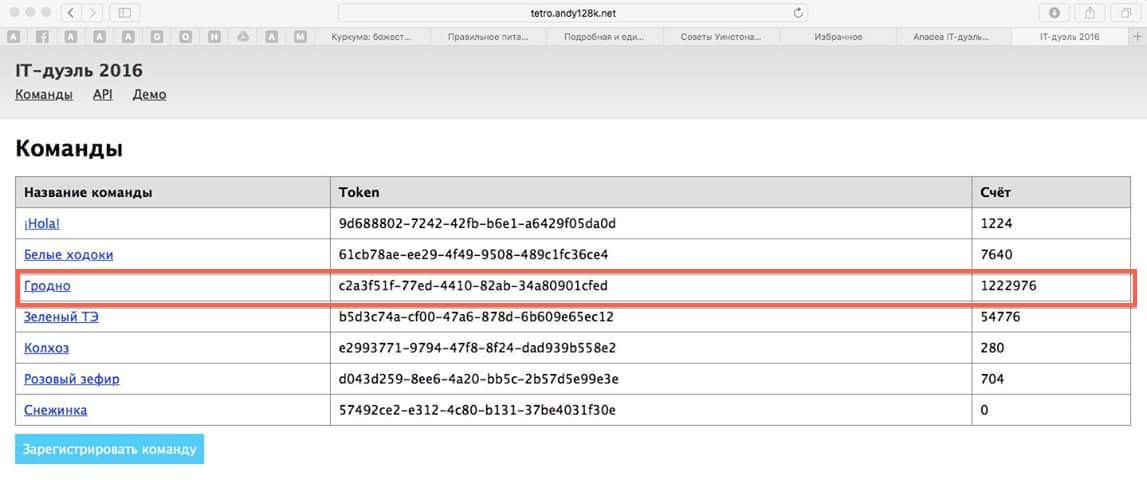 tetro.andy128k.net
A A A A G O H A M Куркума: божест... Правильное пита... Подробная и еди... Советы Уинстона... Избранное Anadea IT-дуэль... IT-дуэль 2016
IT-дуэль 2016
Команды API Демо
Команды
Название команды Token Счёт
¡Hola! 9d688802-7242-42fb-b6e1-a6429f05da0d 1224
Белые ходоки 61cb78ae-ee29-4f49-9508-489c1fc36ce4 7640
Гродно c2a3f51f-77ed-4410-82ab-34a80901cfed 1222976
Зеленый ТЭ b5d3c74a-cf00-47a6-878d-6b609e65ec12 54776
Колхоз e2993771-9794-47f8-8f24-dad939b558e2 280
Розовый зефир d043d259-8ee6-4a20-bb5c-2b57d5e99e3e 704
Снежинка 57492ce2-e312-4c80-b131-37be4031f30e 0
Зарегистрировать команду